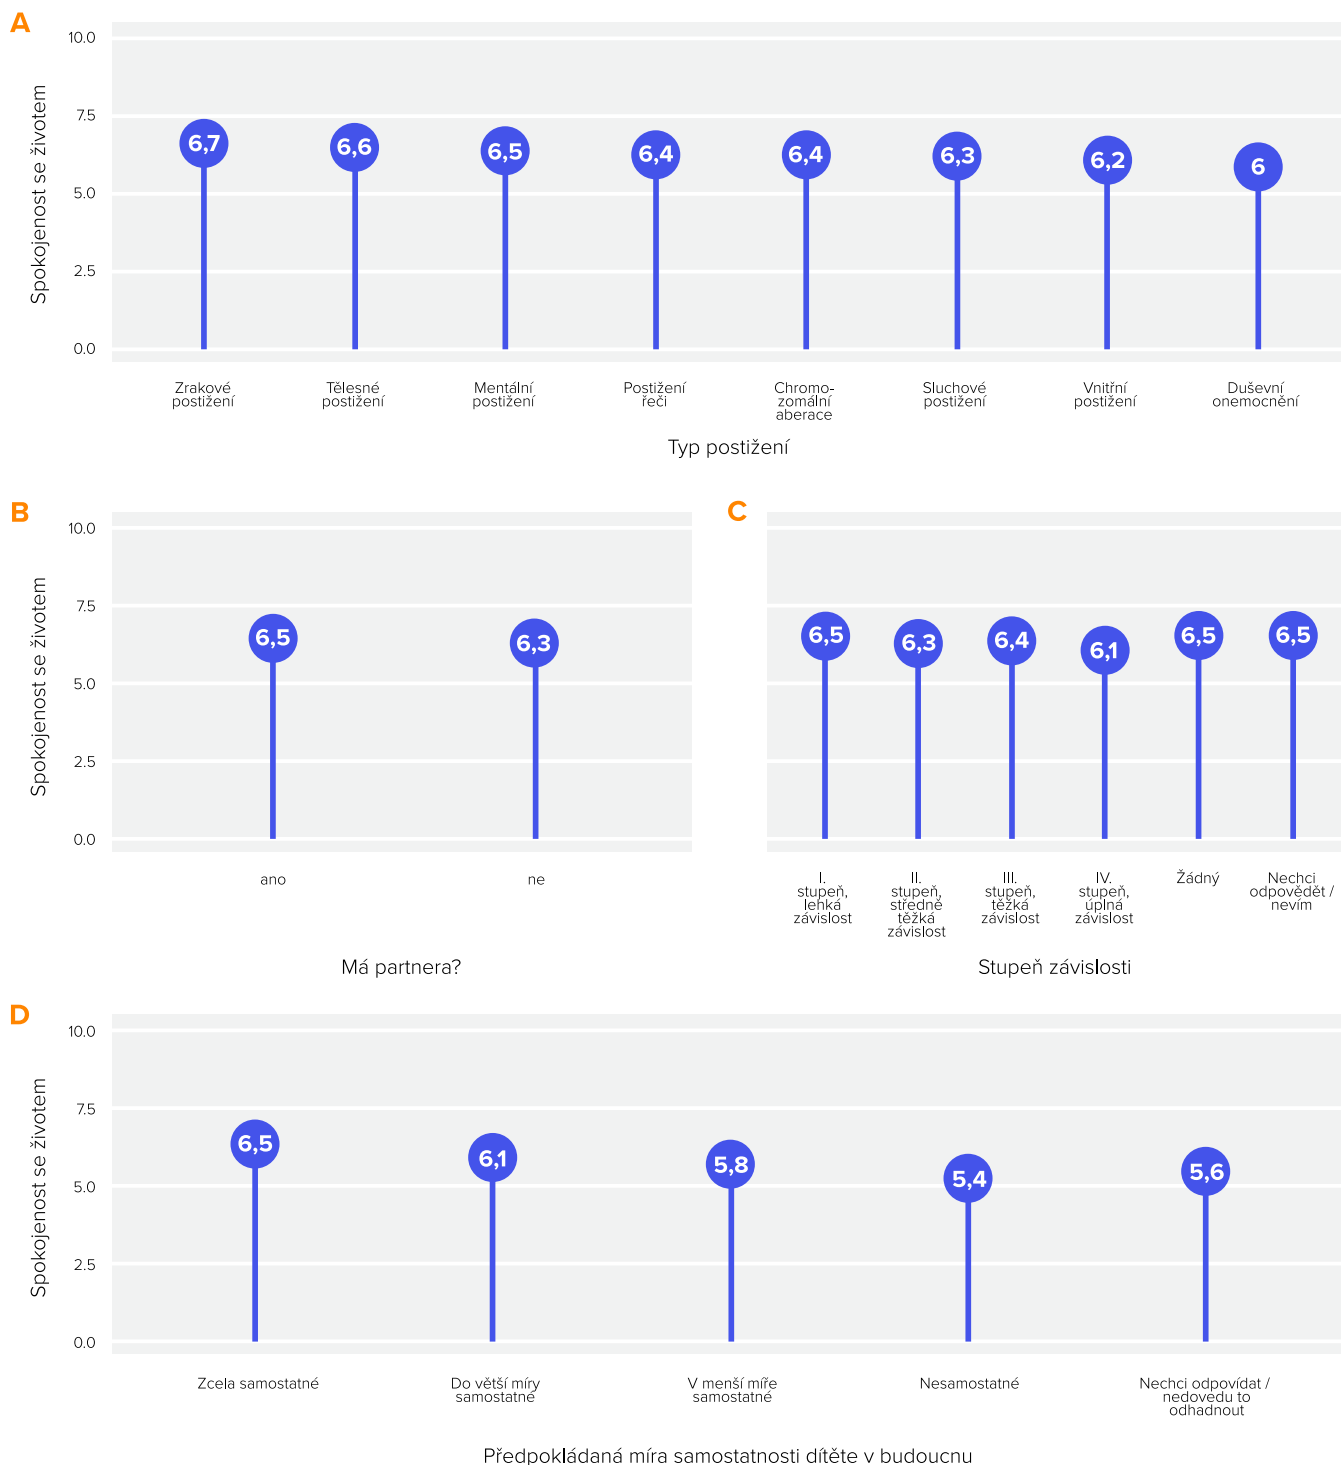 A
10.0
7.5
5.0
2.5
0.0
Spokojenost se životem
6,7
6,6
6,5
6,4
6,4
6,3
6,2
6
Zrakové
postižení
Tělesné
postižení
Mentální
postižení
Postižení
řeči
Chromo-
zomální
aberace
Sluchové
postižení
Vnitřní
postižení
Duševní
onemocnění
Typ postižení
B
10.0
7.5
5.0
2.5
0.0
Spokojenost se životem
6,5
6,3
ano
ne
Má partnera?
C
6,5
6,3
6,4
6,1
6,5
6,5
I.
stupeň,
lehká
závislost
II.
stupeň,
středně
těžká
závislost
III.
stupeň,
těžká
závislost
IV.
stupeň,
úplná
závislost
Žádný
Nechci
odpovědět /
nevím
Stupeň závislosti
D
10.0
7.5
5.0
2.5
0.0
Spokojenost se životem
6,5
6,1
5,8
5,4
5,6
Zcela samostatné
Do větší míry
samostatné
V menší míře
samostatné
Nesamostatné
Nechci odpovídat /
nedovedu to
odhadnout
Předpokládaná míra samostatnosti dítěte v budoucnu